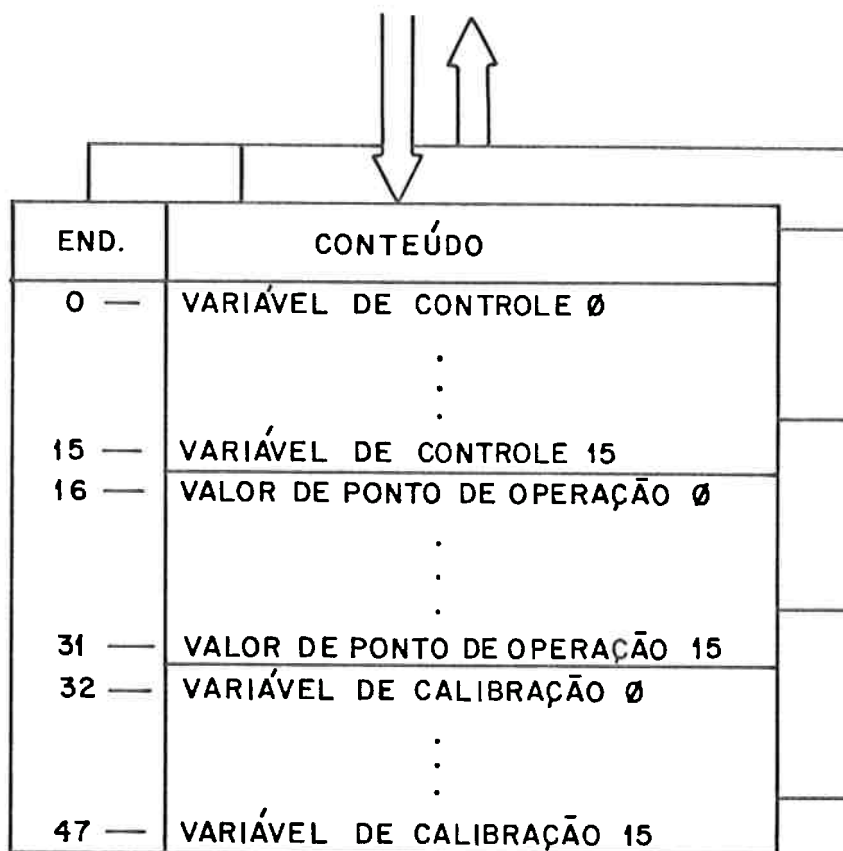 END. CONTEÚDO
0 — VARIÁVEL DE CONTROLE Ø
.
.
.
15 — VARIÁVEL DE CONTROLE 15
16 — VALOR DE PONTO DE OPERAÇÃO Ø
.
.
.
31 — VALOR DE PONTO DE OPERAÇÃO 15
32 — VARIÁVEL DE CALIBRAÇÃO Ø
.
.
.
47 — VARIÁVEL DE CALIBRAÇÃO 15